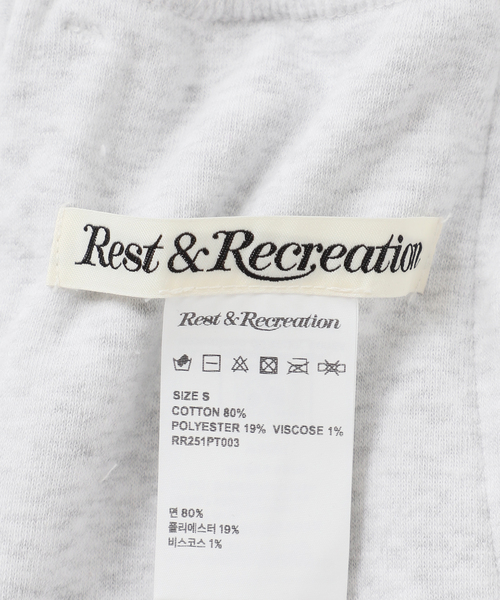 Rest & Recreation
Rest & Recreation
SIZE S
COTTON 80%
POLYESTER 19% VISCOSE 1%
RR251PT003
면 80%
폴리에스터 19%
비스코스 1%